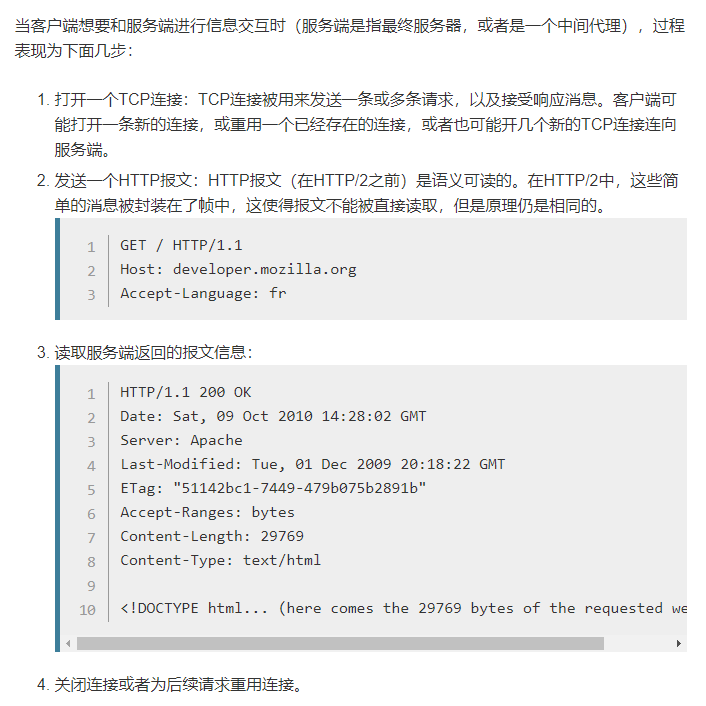 当客户端想要和服务端进行信息交互时（服务端是指最终服务器，或者是一个中间代理），过程
表现为下面几步：
1. 打开一个TCP连接：TCP连接被用来发送一条或多条请求，以及接受响应消息。客户端可
能打开一条新的连接，或重用一个已经存在的连接，或者也可能开几个新的TCP连接连向
服务端。
2. 发送一个HTTP报文：HTTP报文（在HTTP/2之前）是语义可读的。在HTTP/2中，这些简
单的消息被封装在了帧中，这使得报文不能被直接读取，但是原理仍是相同的。
1 GET / HTTP/1.1
2 Host: developer.mozilla.org
3 Accept-Language: fr
3. 读取服务端返回的报文信息：
1 HTTP/1.1 200 OK
2 Date: Sat, 09 Oct 2010 14:28:02 GMT
3 Server: Apache
4 Last-Modified: Tue, 01 Dec 2009 20:18:22 GMT
5 ETag: "51142bc1-7449-479b075b2891b"
6 Accept-Ranges: bytes
7 Content-Length: 29769
8 Content-Type: text/html
9
10 <!DOCTYPE html... (here comes the 29769 bytes of the requested we
4. 关闭连接或者为后续请求重用连接。